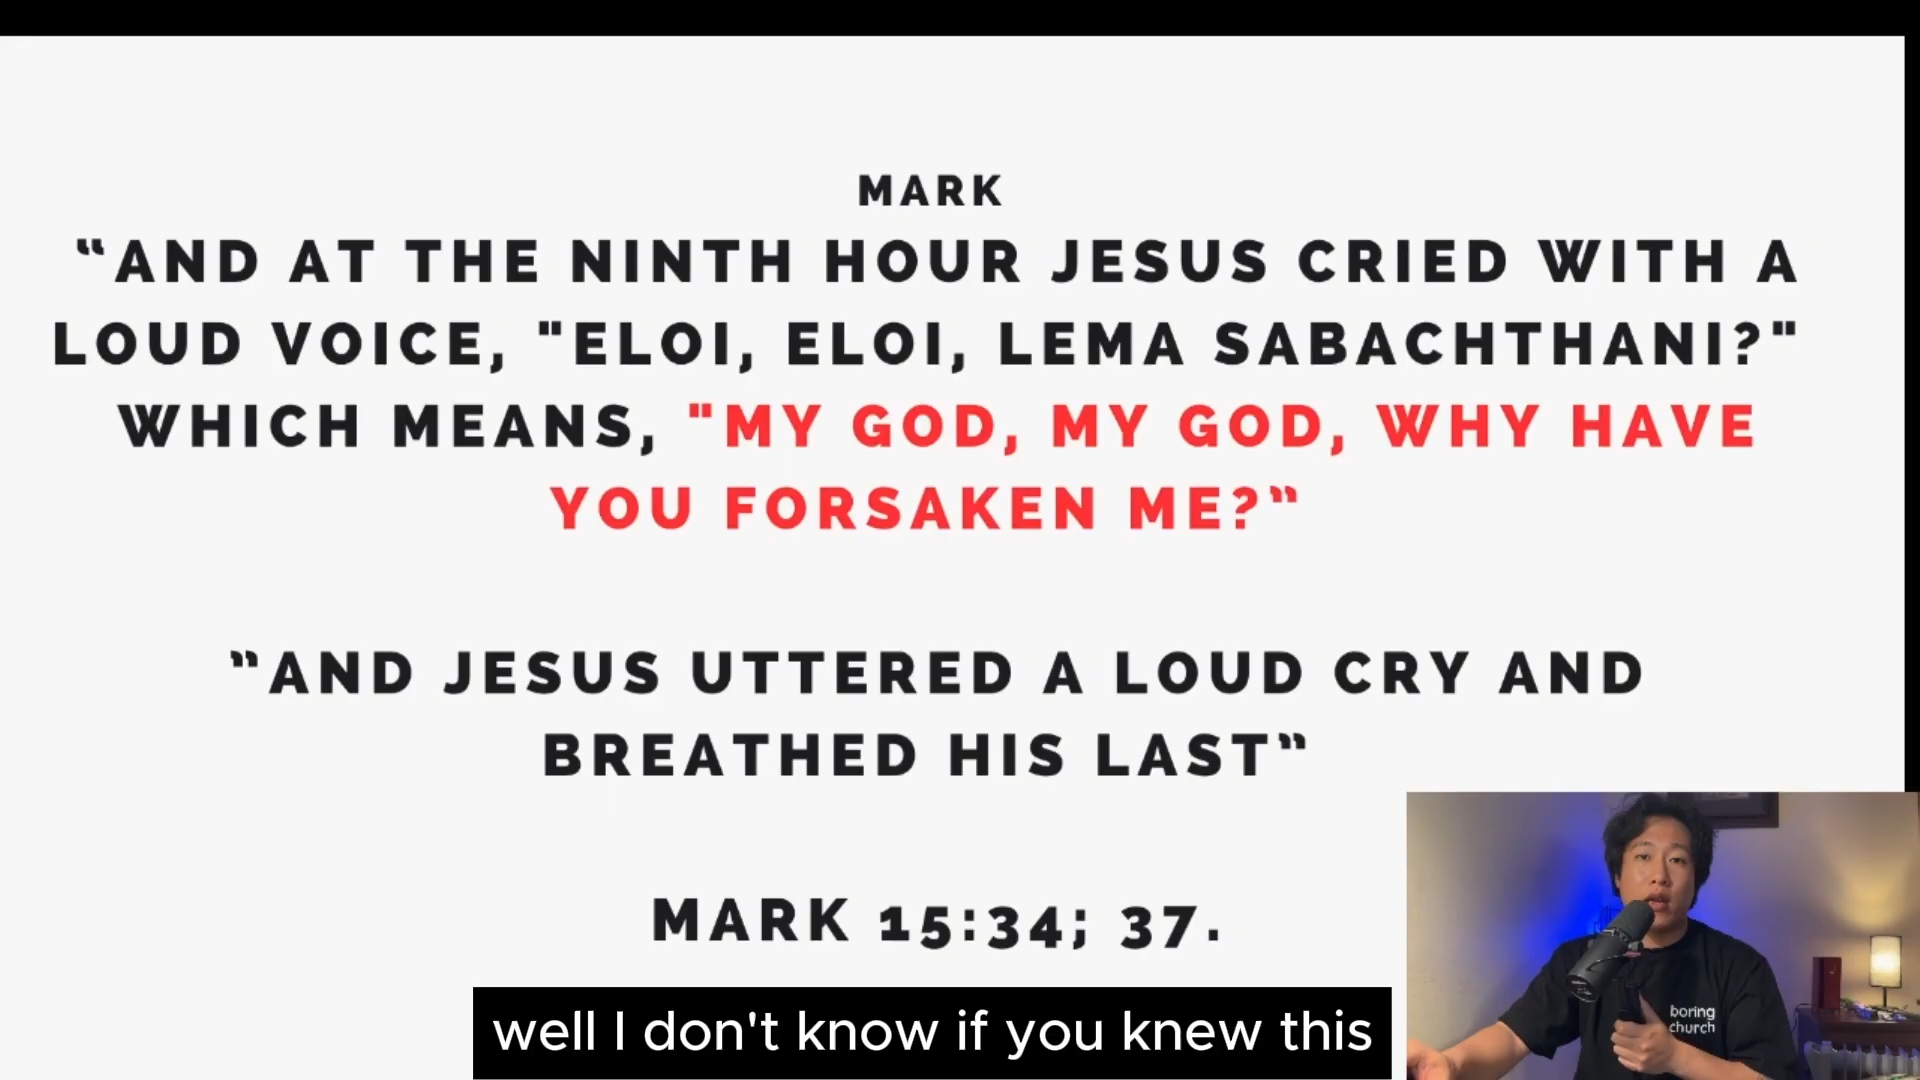 MARK
“AND AT THE NINTH HOUR JESUS CRIED WITH A
LOUD VOICE, "ELOI, ELOI, LEMA SABACHTHANI?"
WHICH MEANS, "MY GOD, MY GOD, WHY HAVE
YOU FORSAKEN ME?”
”AND JESUS UTTERED A LOUD CRY AND
BREATHED HIS LAST”
MARK 15:34; 37.
well I don't know if you knew this
boring
church